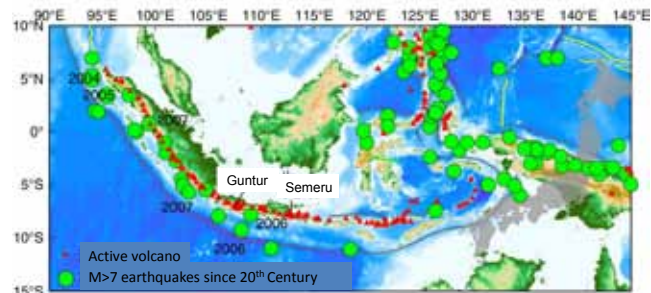 90°E 95°E 100°E 105°E 110°E 115°E 120°E 125°E 130°E 135°E 140°E 145°E
10°N
5°N
2004
2005
2007
0°
Guntur
Semeru
5°S
2007
2006
10°S
2006
Active volcano
M>7 earthquakes since 20th Century
15°S